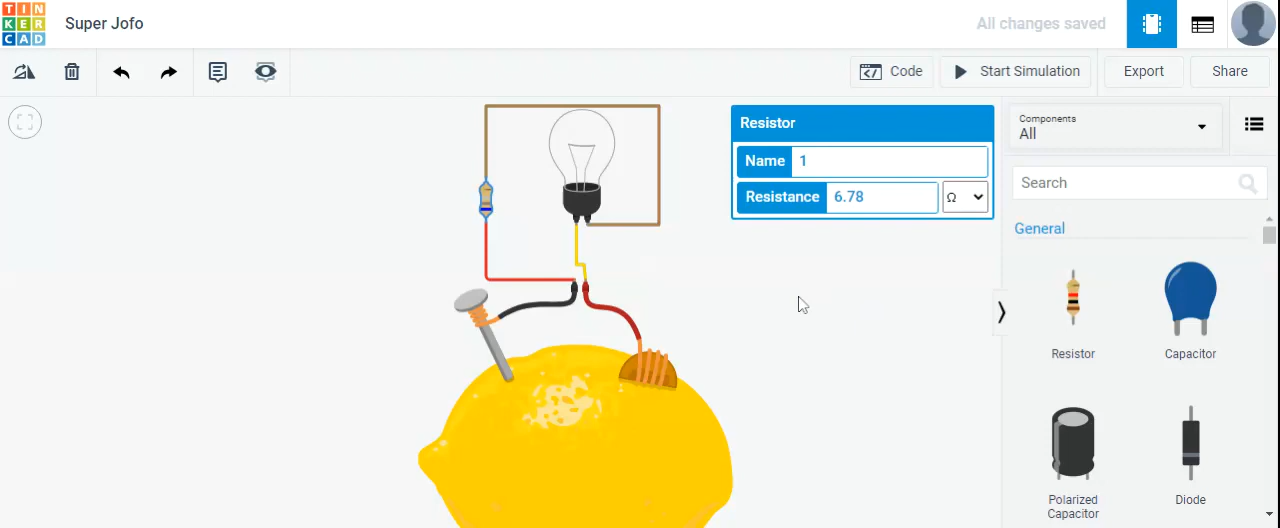 TIN
KER
CAD
Super Jofo
All changes saved
Code
Start Simulation
Export
Share
Resistor
Name 1
Resistance 6.78 Ω
Components
All
Search
General
Resistor
Capacitor
Polarized
Capacitor
Diode